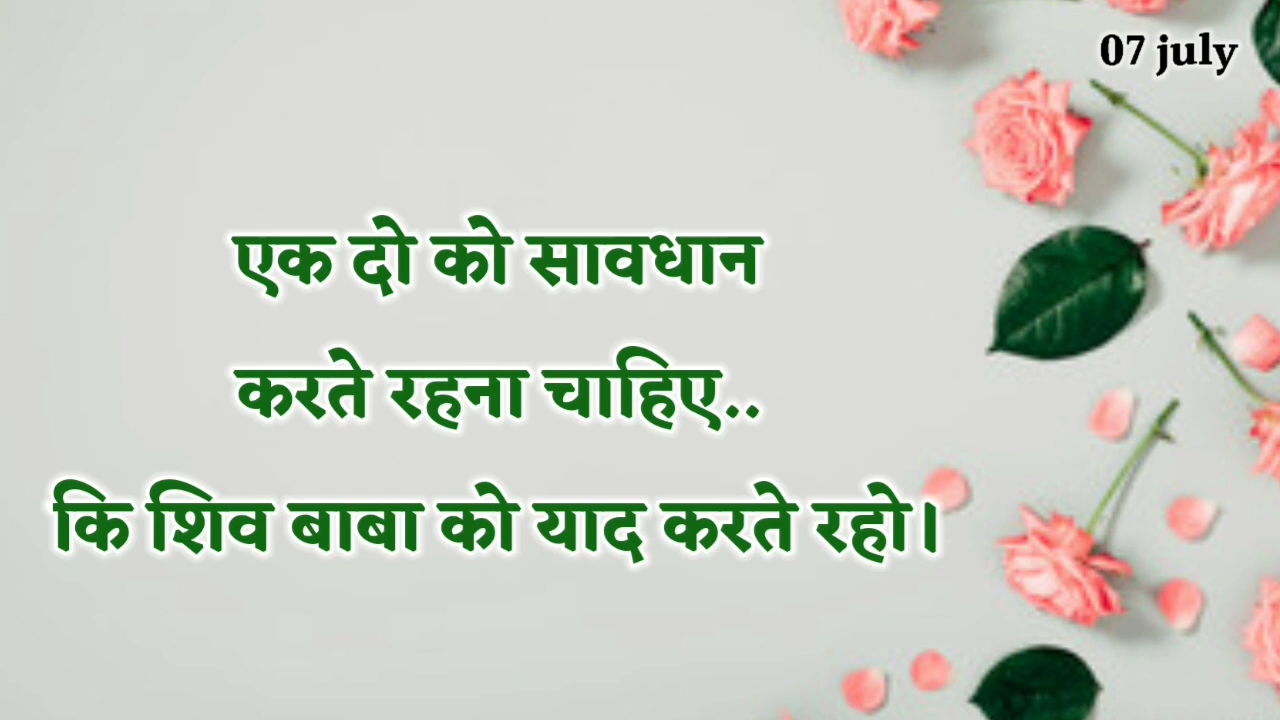 07 july
एक दो को सावधान
करते रहना चाहिए..
कि शिव बाबा को याद करते रहो।